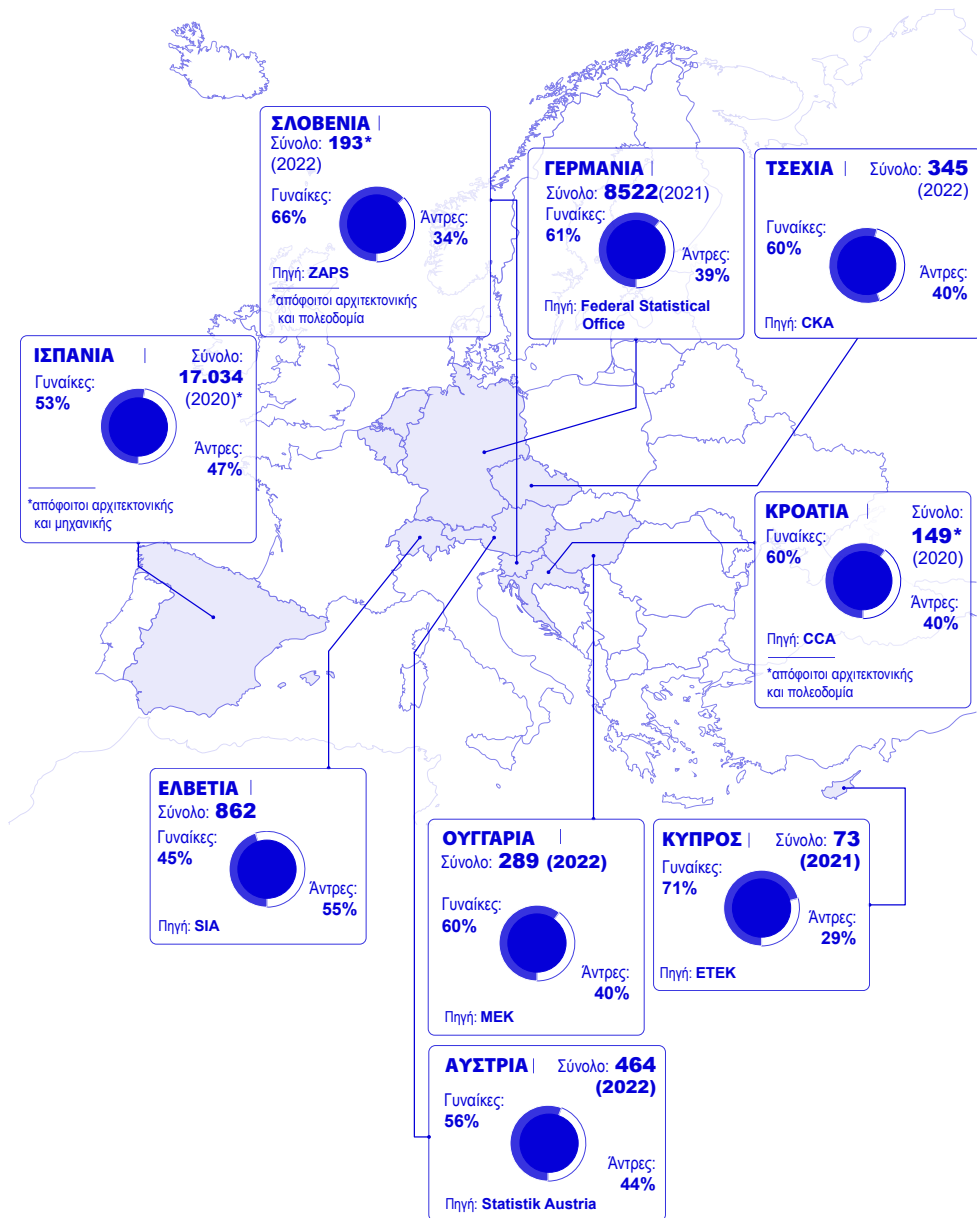 ΣΛΟΒΕΝΙΑ
Σύνολο: 193*
(2022)
Γυναίκες:
66%
Άντρες:
34%
Πηγή: ZAPS
*απόφοιτοι αρχιτεκτονικής
και πολεοδομία
ΓΕΡΜΑΝΙΑ
Σύνολο: 8522(2021)
Γυναίκες:
61%
Άντρες:
39%
Πηγή: Federal Statistical
Office
ΤΣΕΧΙΑ
Σύνολο: 345
(2022)
Γυναίκες:
60%
Άντρες:
40%
Πηγή: CKA
ΙΣΠΑΝΙΑ
Σύνολο:
17.034
(2020)*
Γυναίκες:
53%
Άντρες:
47%
*απόφοιτοι αρχιτεκτονικής
και μηχανικής
ΚΡΟΑΤΙΑ
Σύνολο:
149*
(2020)
Γυναίκες:
60%
Άντρες:
40%
Πηγή: CCA
*απόφοιτοι αρχιτεκτονικής
και πολεοδομία
ΕΛΒΕΤΙΑ
Σύνολο: 862
Γυναίκες:
45%
Άντρες:
55%
Πηγή: SIA
ΟΥΓΓΑΡΙΑ
Σύνολο: 289 (2022)
Γυναίκες:
60%
Άντρες:
40%
Πηγή: MEK
ΚΥΠΡΟΣ
Σύνολο: 73
(2021)
Γυναίκες:
71%
Άντρες:
29%
Πηγή: ETEK
ΑΥΣΤΡΙΑ
Σύνολο: 464
(2022)
Γυναίκες:
56%
Άντρες:
44%
Πηγή: Statistik Austria